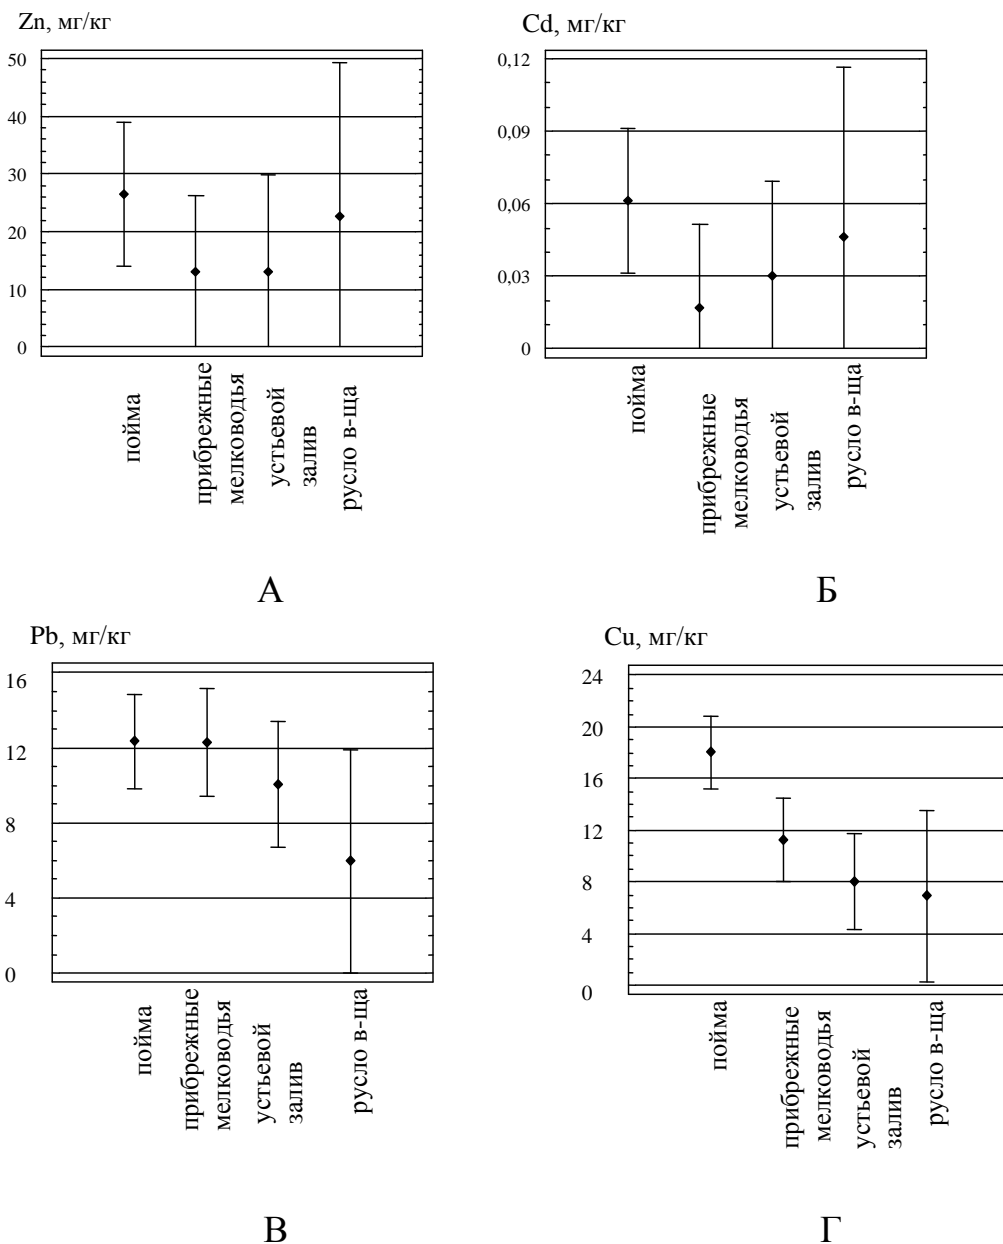 Zn, мг/кг
50
40
30
20
10
0
пойма
прибрежные
мелководья
устьевой
залив
русло в-ща
А
Cd, мг/кг
0,12
0,09
0,06
0,03
0
пойма
прибрежные
мелководья
устьевой
залив
русло в-ща
Б
Pb, мг/кг
16
12
8
4
0
пойма
прибрежные
мелководья
устьевой
залив
русло в-ща
В
Cu, мг/кг
24
20
16
12
8
4
0
пойма
прибрежные
мелководья
устьевой
залив
русло в-ща
Г